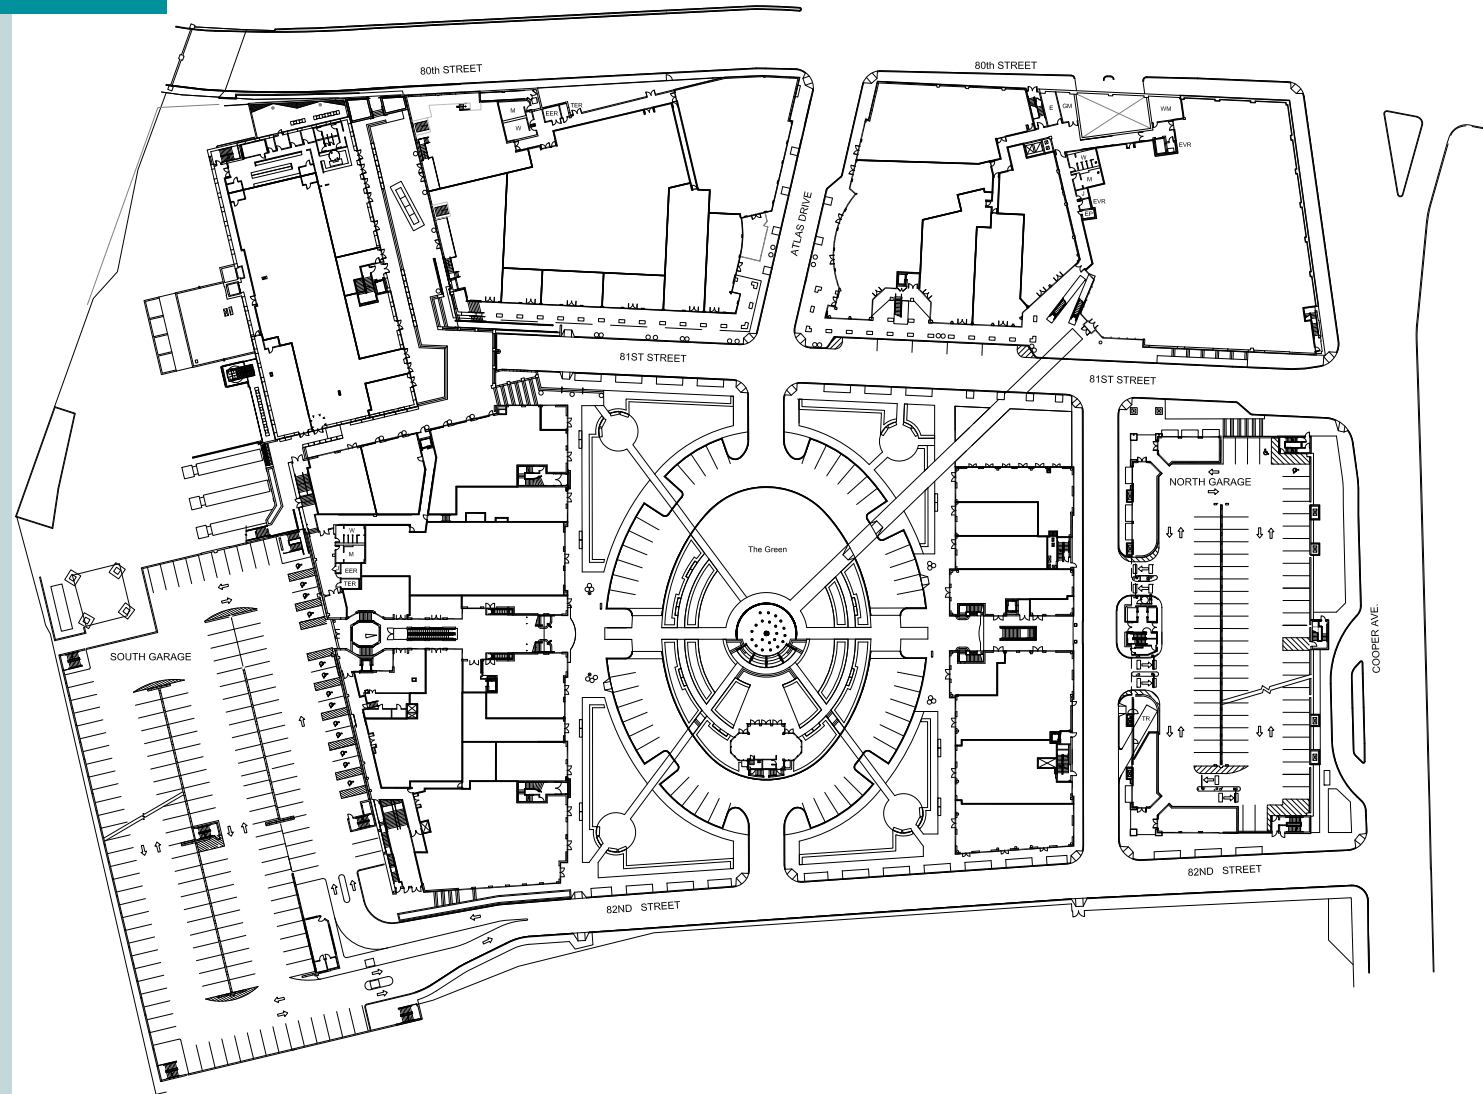 80th STREET
80th STREET
M
W
EER
TER
E
GM
WM
EVR
W
M
EVR
EP
ATLAS DRIVE
81ST STREET
81ST STREET
NORTH GARAGE
The Green
W
M
EER
TER
SOUTH GARAGE
COOPER AVE.
TR
82ND STREET
82ND STREET